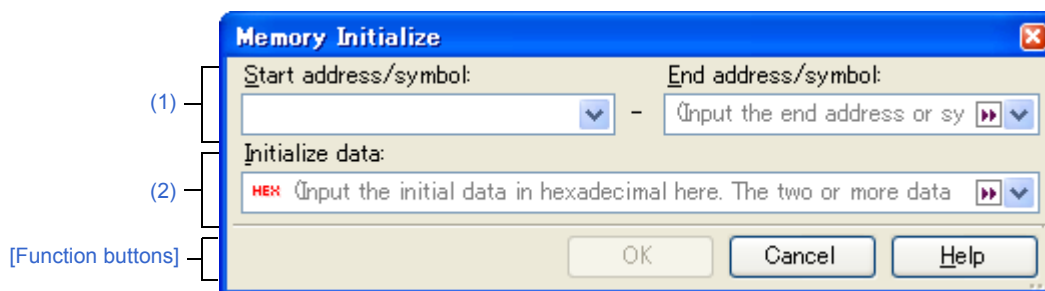 Memory Initialize
(1)
Start address/symbol:
End address/symbol:
-
(Input the end address or sy
(2)
Initialize data:
HEX (Input the initial data in hexadecimal here. The two or more data
[Function buttons]
OK
Cancel
Help